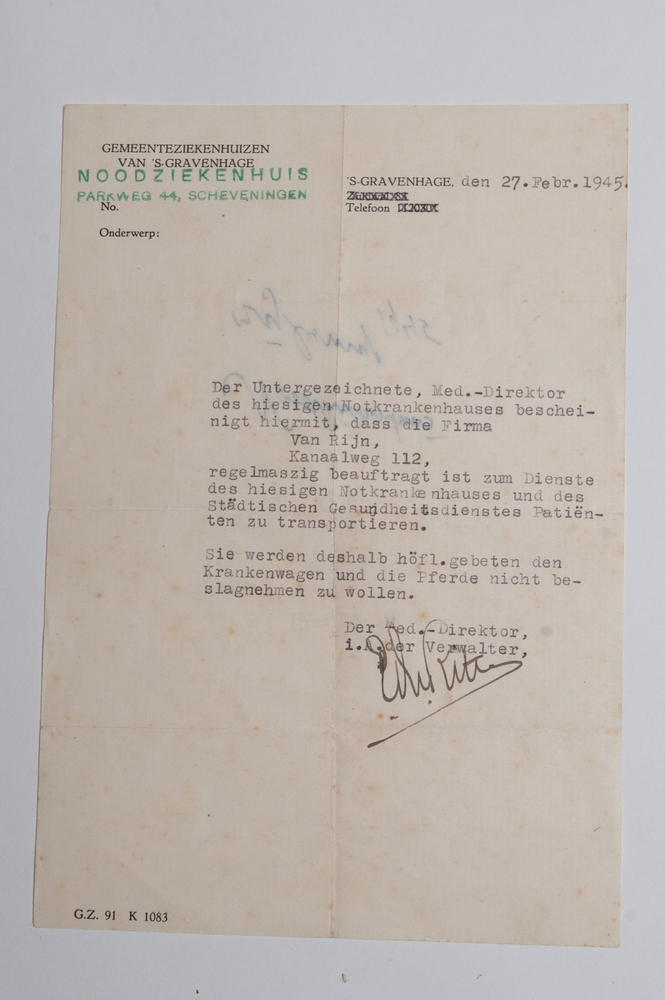 GEMEENTEZIEKENHUIZEN
VAN 'S-GRAVENHAGE
NOODZIEKENHUIS
PARKWEG 44, SCHEVENINGEN
No.
Onderwerp:
'S-GRAVENHAGE, den 27.Febr.1945.
Telefoon
Der Untergezeichnete, Med.-Direktor
des hiesigen Notkrankenhauses beschei-
nigt hiermit, dass die Firma
Van Rijn,
Kanaalweg 112,
regelmaszig beauftragt ist zum Dienste
des hiesigen Notkrankenhauses und des
Städtischen Gesundheitsdienstes Patiën-
ten zu transportieren.
Sie werden deshalb höfl.gebeten den
Krankenwagen und die Pferde nicht be-
slagnehmen zu wollen.
Der Med.-Direktor,
i.A.der Verwalter,
G.Z. 91 K 1083